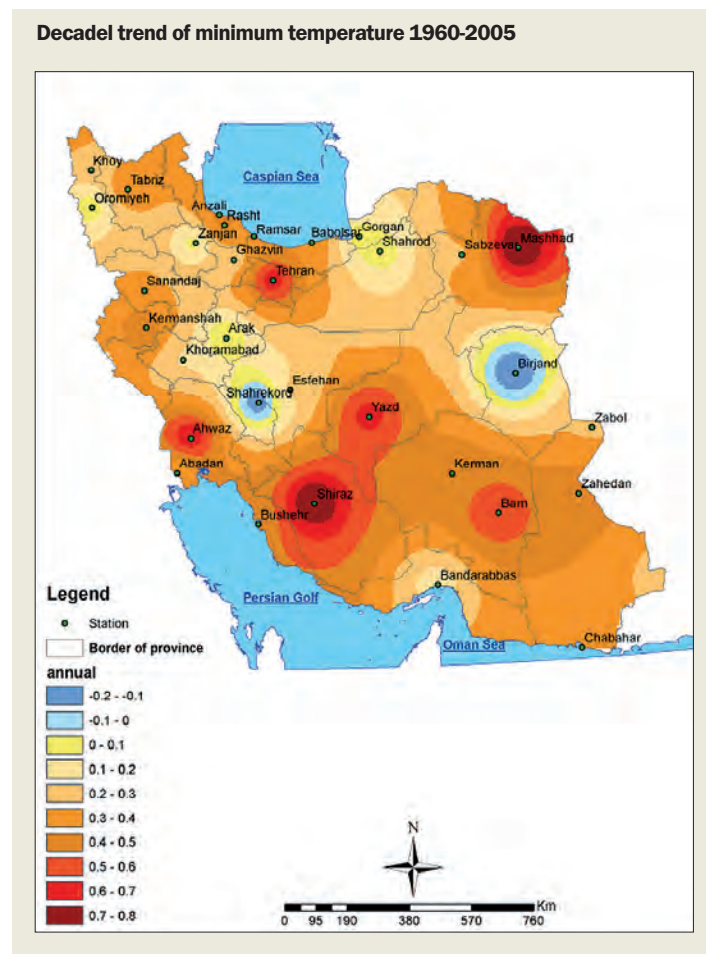 Decadel trend of minimum temperature 1960-2005
Caspian Sea
Khoy
Tabriz
Oromiyeh
Anzali
Rasht
Zanjan
Ramsar
Babolsar
Gorgan
Shahrod
Ghazvin
Sabzevar
Mashhad
Tehran
Sanandaj
Kermanshah
Arak
Khoramabad
Birjand
Shahrekord
Esfehan
Yazd
Zabol
Ahwaz
Abadan
Kerman
Zahedan
Shiraz
Bam
Bushehr
Bandarabbas
Persian Golf
Oman Sea
Chabahar
Legend
Station
Border of province
annual
-0.2 - -0.1
-0.1 - 0
0 - 0.1
0.1 - 0.2
0.2 - 0.3
0.3 - 0.4
0.4 - 0.5
0.5 - 0.6
0.6 - 0.7
0.7 - 0.8
N
Km
0 95 190 380 570 760